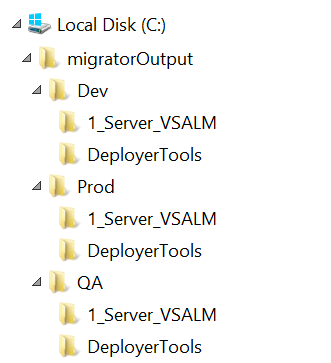 Local Disk (C:)
migratorOutput
Dev
1_Server_VSALM
DeployerTools
Prod
1_Server_VSALM
DeployerTools
QA
1_Server_VSALM
DeployerTools